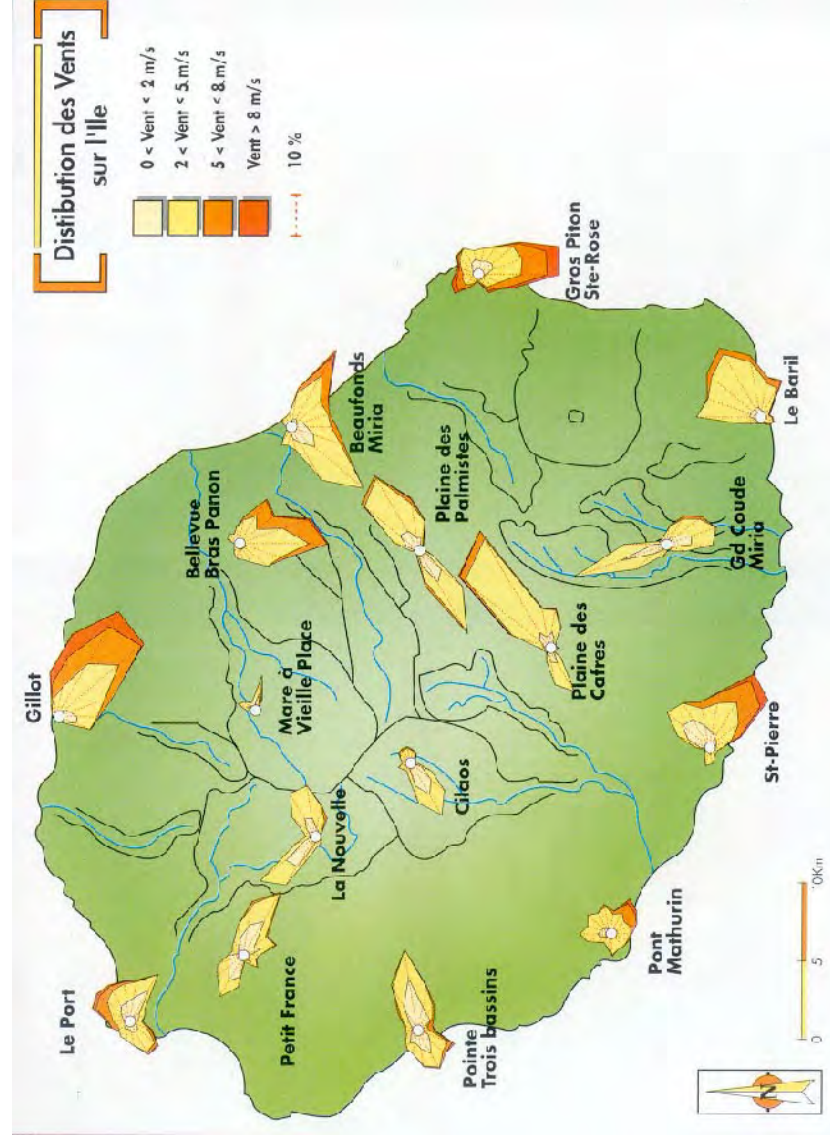 Distibution des Vents
sur l'Ile
0 < Vent < 2 m/s
2 < Vent < 5 m/s
5 < Vent < 8 m/s
Vent > 8 m/s
10 %
Gillot
Le Port
Bellevue
Bras Panon
Mare à
Vieille Place
Beaufonds
Miria
La Nouvelle
Petit France
Cilaos
Plaine des
Palmistes
Gros Piton
Ste-Rose
Pointe
Trois bassins
Plaine des
Cafres
Pont
Mathurin
St-Pierre
Gd Coude
Miria
Le Baril
N
0 5 10Km